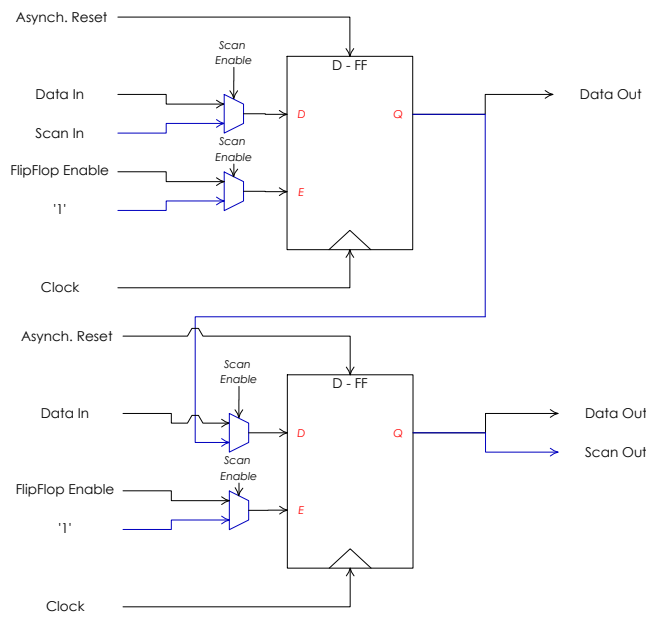 Asynch. Reset
Scan
Enable
D - FF
Data In
Data Out
D
Q
Scan In
Scan
Enable
FlipFlop Enable
E
'1'
Clock
Asynch. Reset
Scan
Enable
D - FF
Data In
Data Out
D
Q
Scan Out
Scan
Enable
FlipFlop Enable
E
'1'
Clock